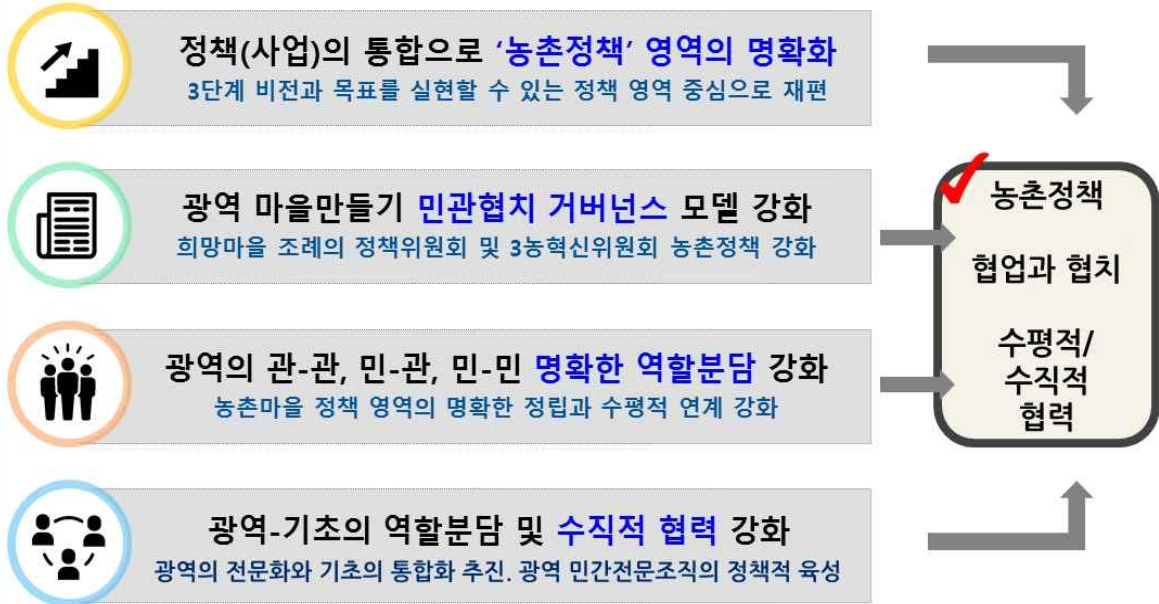 정책(사업)의 통합으로 ‘농촌정책’ 영역의 명확화
3단계 비전과 목표를 실현할 수 있는 정책 영역 중심으로 재편
광역 마을만들기 민관협치 거버넌스 모델 강화
희망마을 조례의 정책위원회 및 3농혁신위원회 농촌정책 강화
광역의 관-관, 민-관, 민-민 명확한 역할분담 강화
농촌마을 정책 영역의 명확한 정립과 수평적 연계 강화
광역-기초의 역할분담 및 수직적 협력 강화
광역의 전문화와 기초의 통합화 추진. 광역 민간전문조직의 정책적 육성
농촌정책
협업과 협치
수평적/
수직적
협력